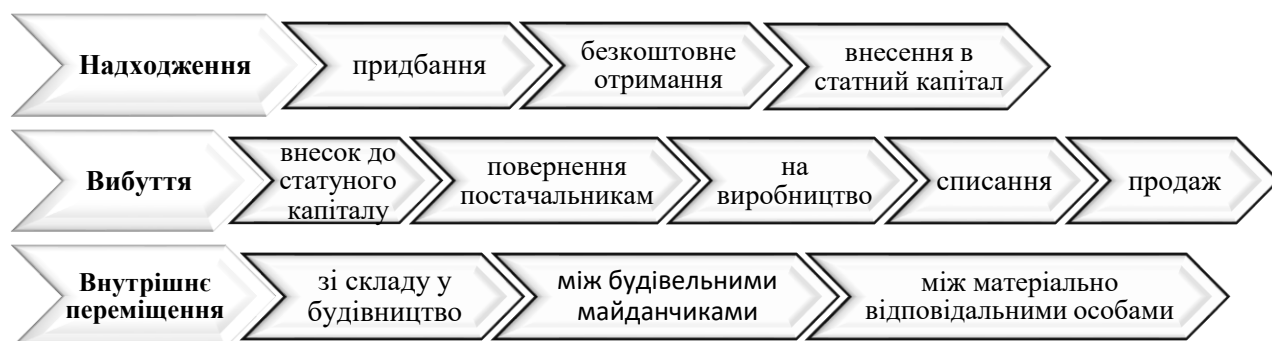 Надходження
придбання
безкоштовне
отримання
внесення в
статний капітал
Вибуття
внесок до
статуного
капіталу
повернення
постачальникам
на
виробництво
списання
продаж
Внутрішнє
переміщення
зі складу у
будівництво
між будівельними
майданчиками
між матеріально
відповідальними особами